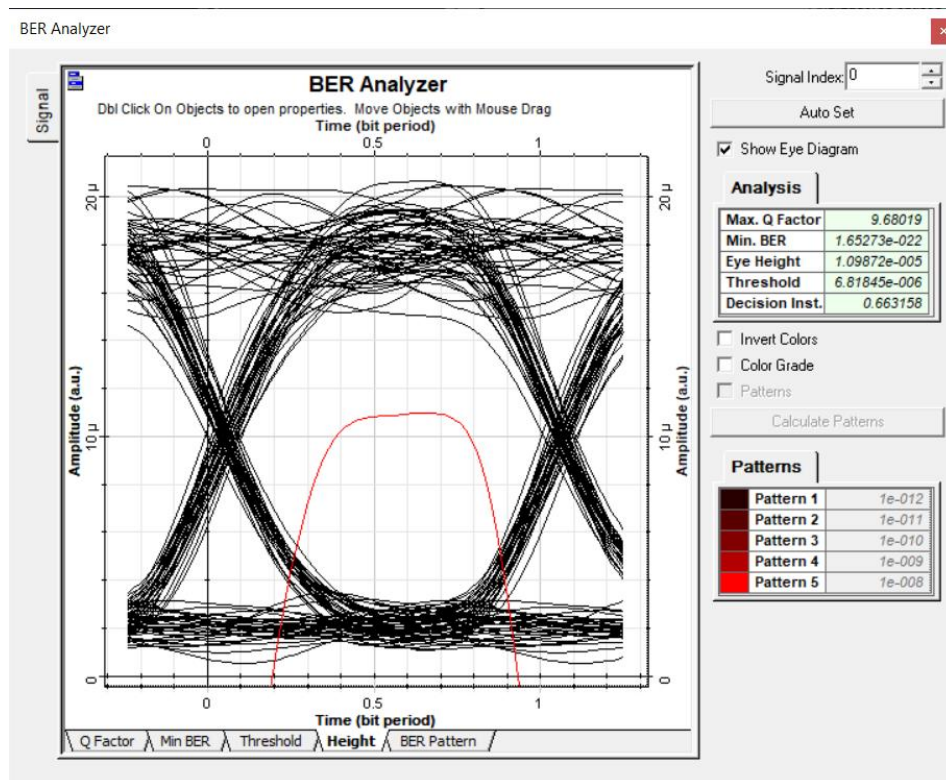 BER Analyzer
×
Signal
BER Analyzer
Dbl Click On Objects to open properties. Move Objects with Mouse Drag
Time (bit period)
0 0.5 1
20 µ
10 µ
0
Amplitude (a.u.)
20 µ
10 µ
0
Amplitude (a.u.)
0 0.5 1
Time (bit period)
Q Factor Min BER Threshold Height BER Pattern
Signal Index: 0
Auto Set
Show Eye Diagram
Analysis
Max. Q Factor 9.68019
Min. BER 1.65273e-022
Eye Height 1.09872e-005
Threshold 6.81845e-006
Decision Inst. 0.663158
Invert Colors
Color Grade
Patterns
Calculate Patterns
Patterns
Pattern 1 1e-012
Pattern 2 1e-011
Pattern 3 1e-010
Pattern 4 1e-009
Pattern 5 1e-008